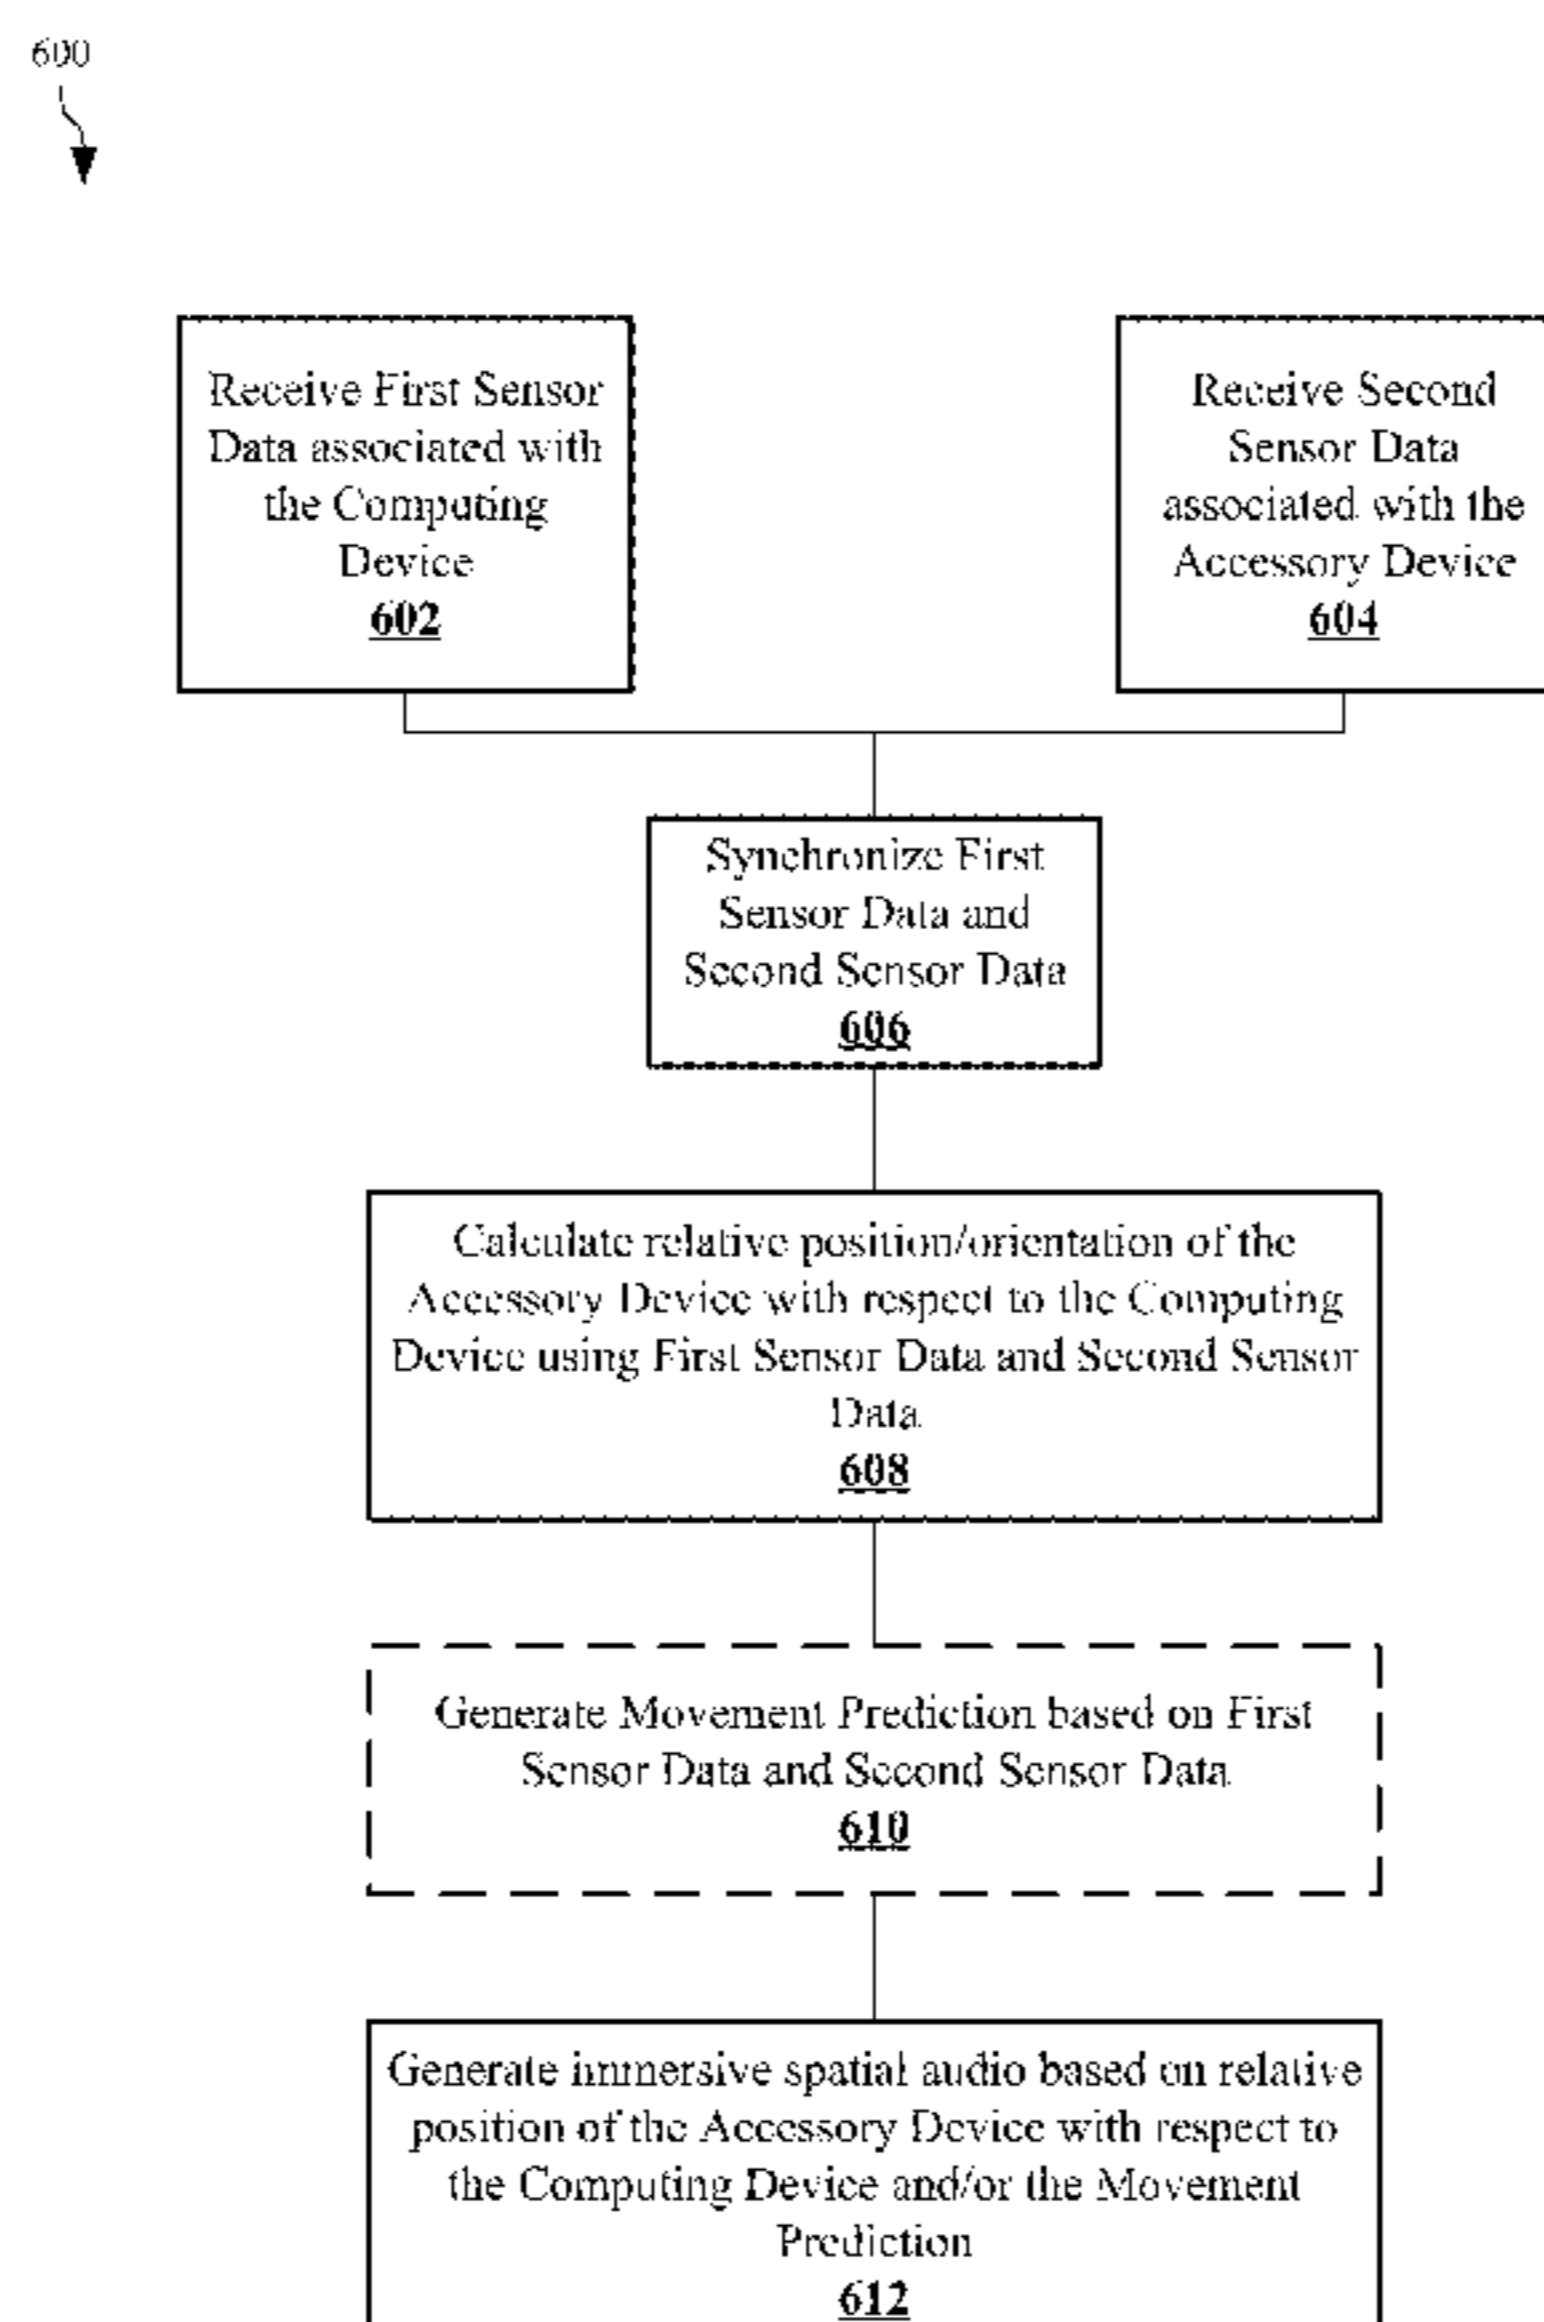 600
Receive First Sensor
Data associated with
the Computing
Device
602
Receive Second
Sensor Data
associated with the
Accessory Device
604
Synchronize First
Sensor Data and
Second Sensor Data
606
Calculate relative position/orientation of the
Accessory Device with respect to the Computing
Device using First Sensor Data and Second Sensor
Data
608
Generate Movement Prediction based on First
Sensor Data and Second Sensor Data
610
Generate immersive spatial audio based on relative
position of the Accessory Device with respect to
the Computing Device and/or the Movement
Prediction
612